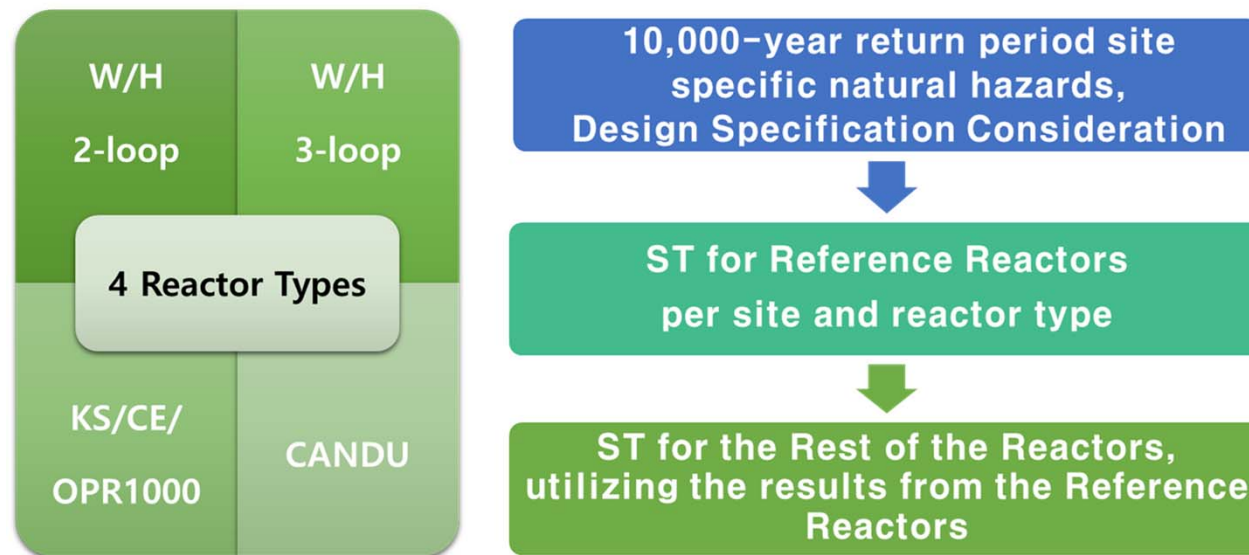 W/H
2-loop
W/H
3-loop
4 Reactor Types
KS/CE/
OPR1000
CANDU
10,000-year return period site
specific natural hazards,
Design Specification Consideration
ST for Reference Reactors
per site and reactor type
ST for the Rest of the Reactors,
utilizing the results from the Reference
Reactors